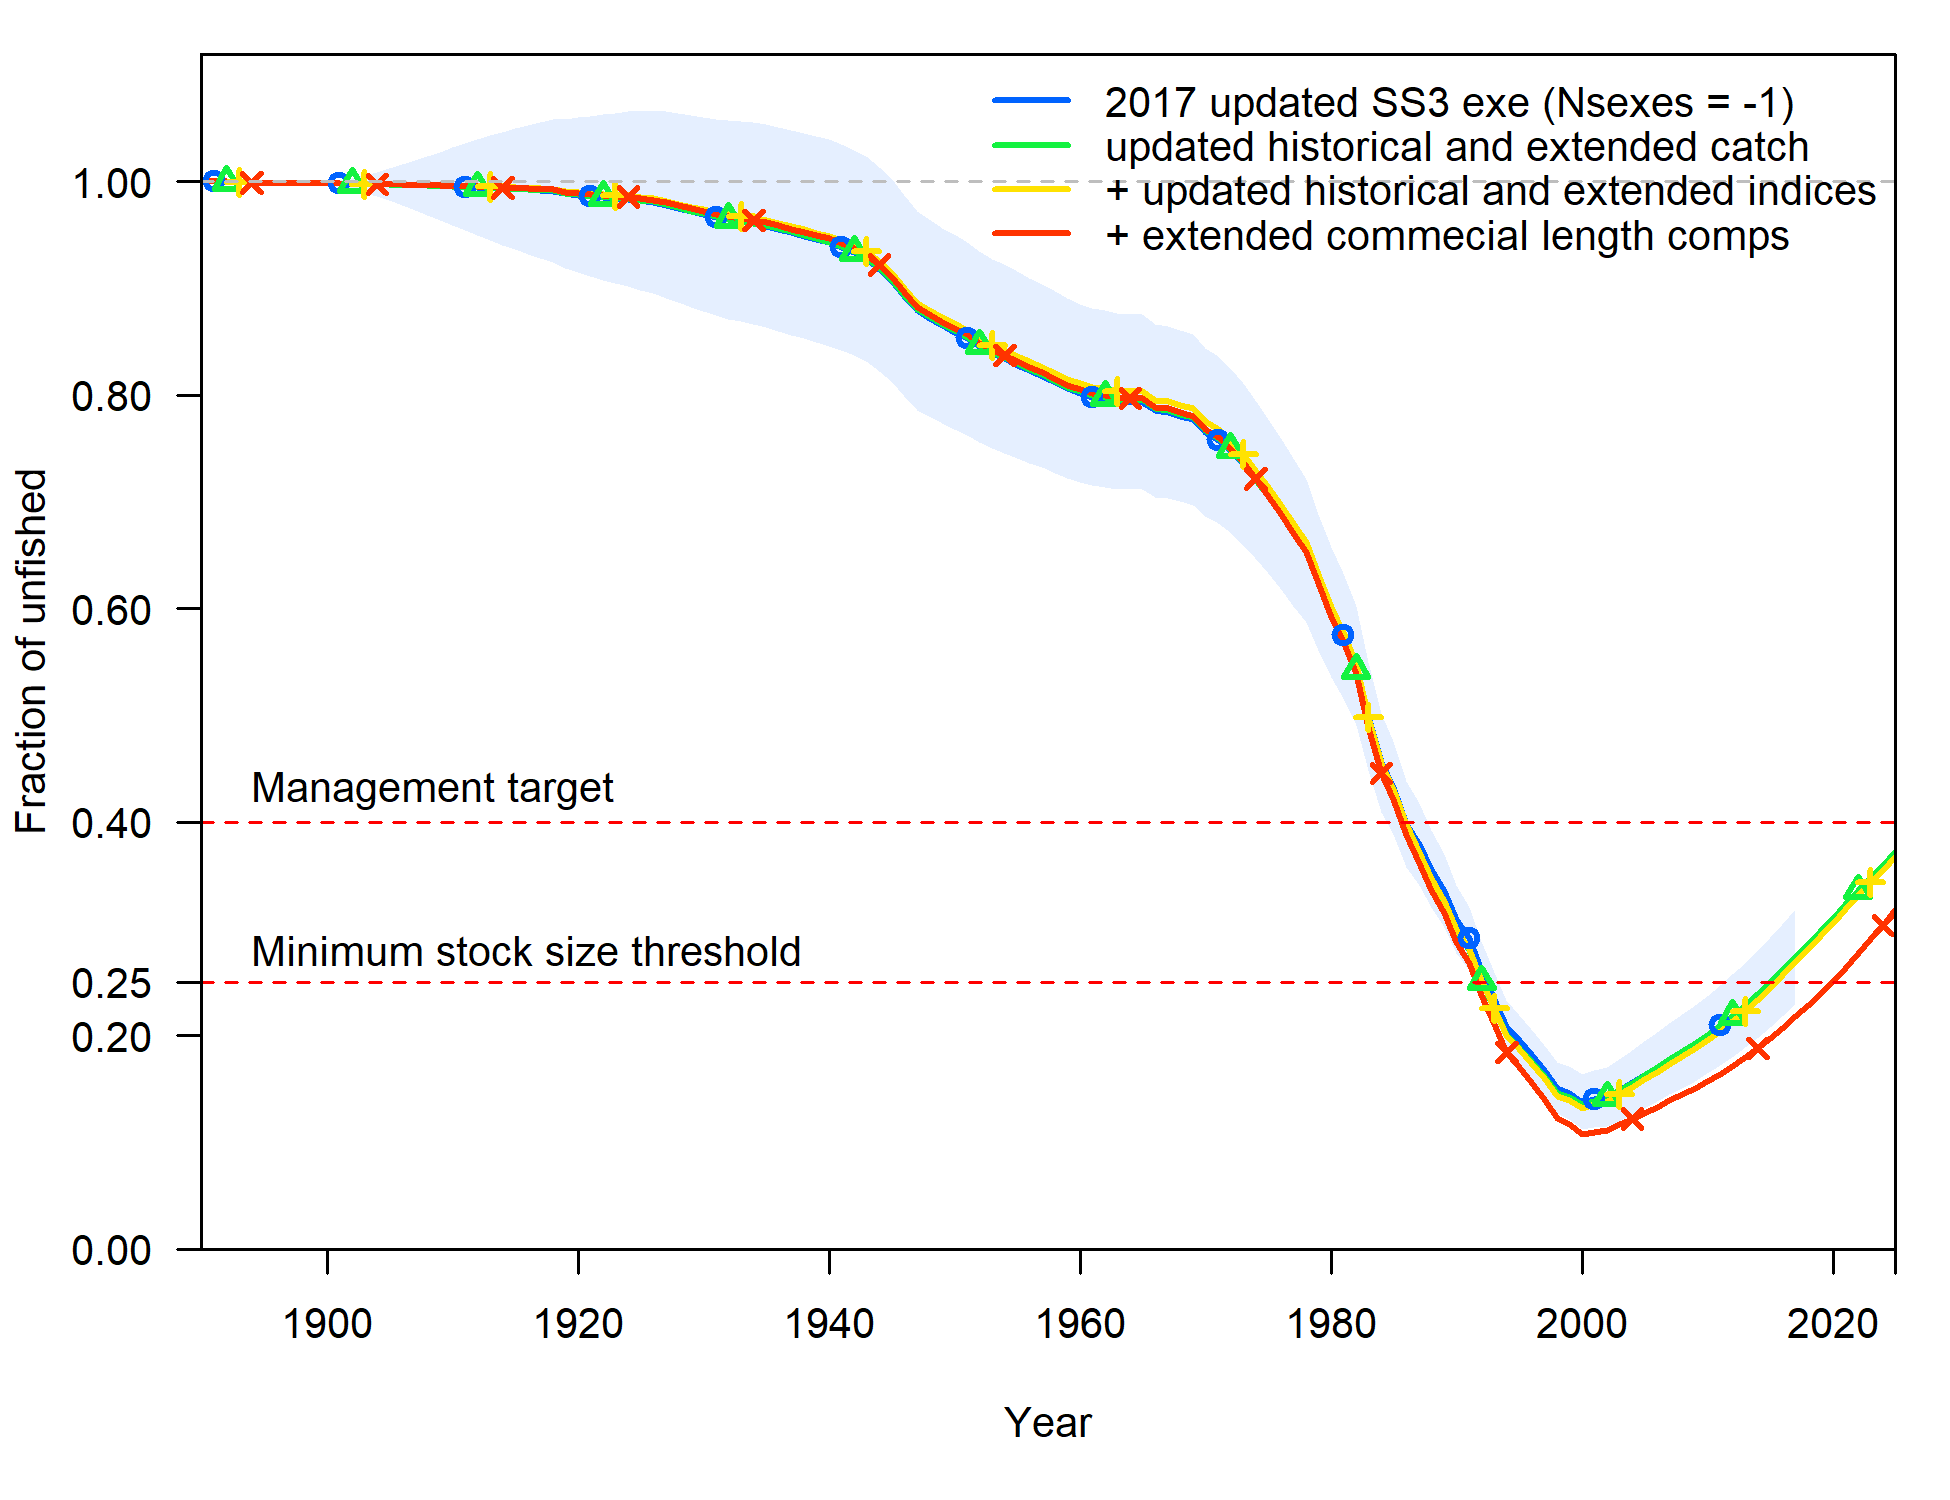 2017 updated SS3 exe (Nsexes = -1)
updated historical and extended catch
+ updated historical and extended indices
+ extended commecial length comps
Fraction of unfished
1.00
0.80
0.60
0.40
0.25
0.20
0.00
Management target
Minimum stock size threshold
1900
1920
1940
1960
1980
2000
2020
Year